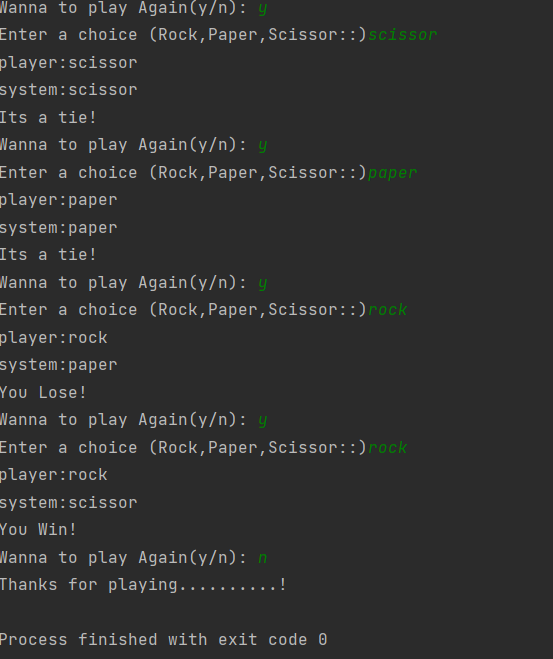 Wanna to play Again(y/n): y
Enter a choice (Rock,Paper,Scissor::)scissor
player:scissor
system:scissor
Its a tie!
Wanna to play Again(y/n): y
Enter a choice (Rock,Paper,Scissor::)paper
player:paper
system:paper
Its a tie!
Wanna to play Again(y/n): y
Enter a choice (Rock,Paper,Scissor::)rock
player:rock
system:paper
You Lose!
Wanna to play Again(y/n): y
Enter a choice (Rock,Paper,Scissor::)rock
player:rock
system:scissor
You Win!
Wanna to play Again(y/n): n
Thanks for playing..........!
Process finished with exit code 0